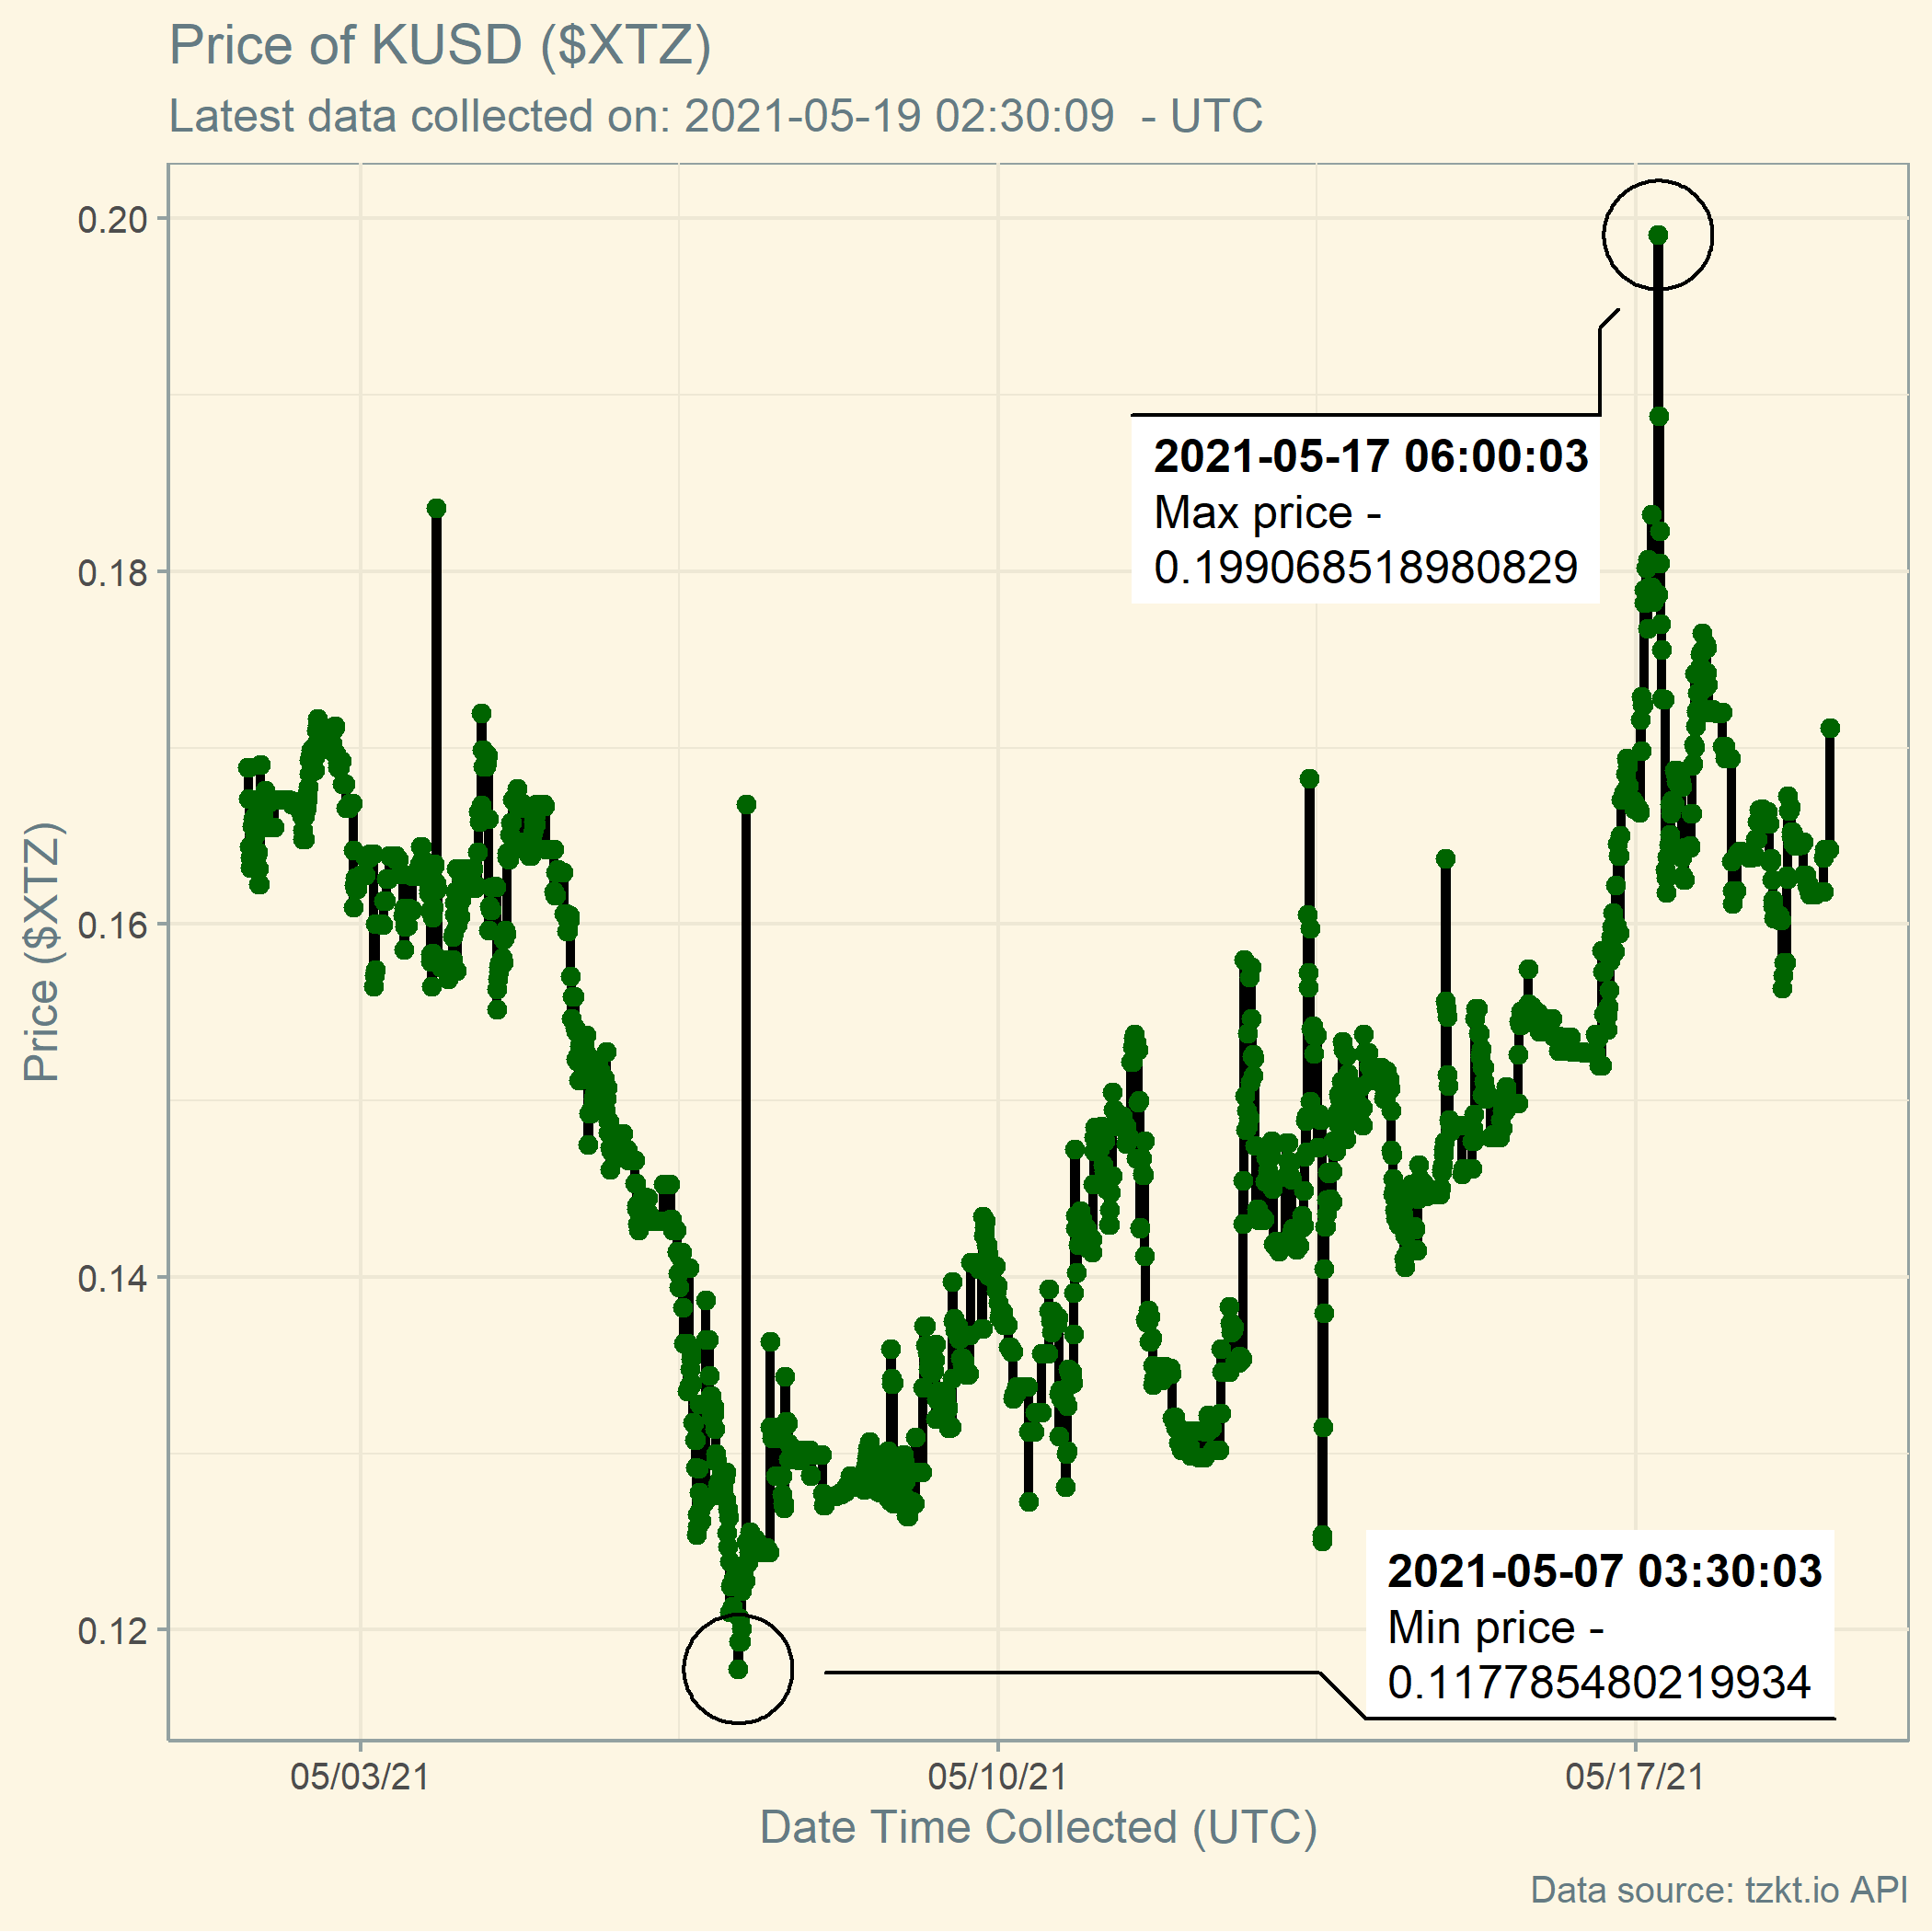 Price of KUSD ($XTZ)
Latest data collected on: 2021-05-19 02:30:09  - UTC
0.20
0.18
0.16
0.14
0.12
Price ($XTZ)
2021-05-17 06:00:03
Max price -
0.199068518980829
2021-05-07 03:30:03
Min price -
0.117785480219934
05/03/21
05/10/21
05/17/21
Date Time Collected (UTC)
Data source: tzkt.io API